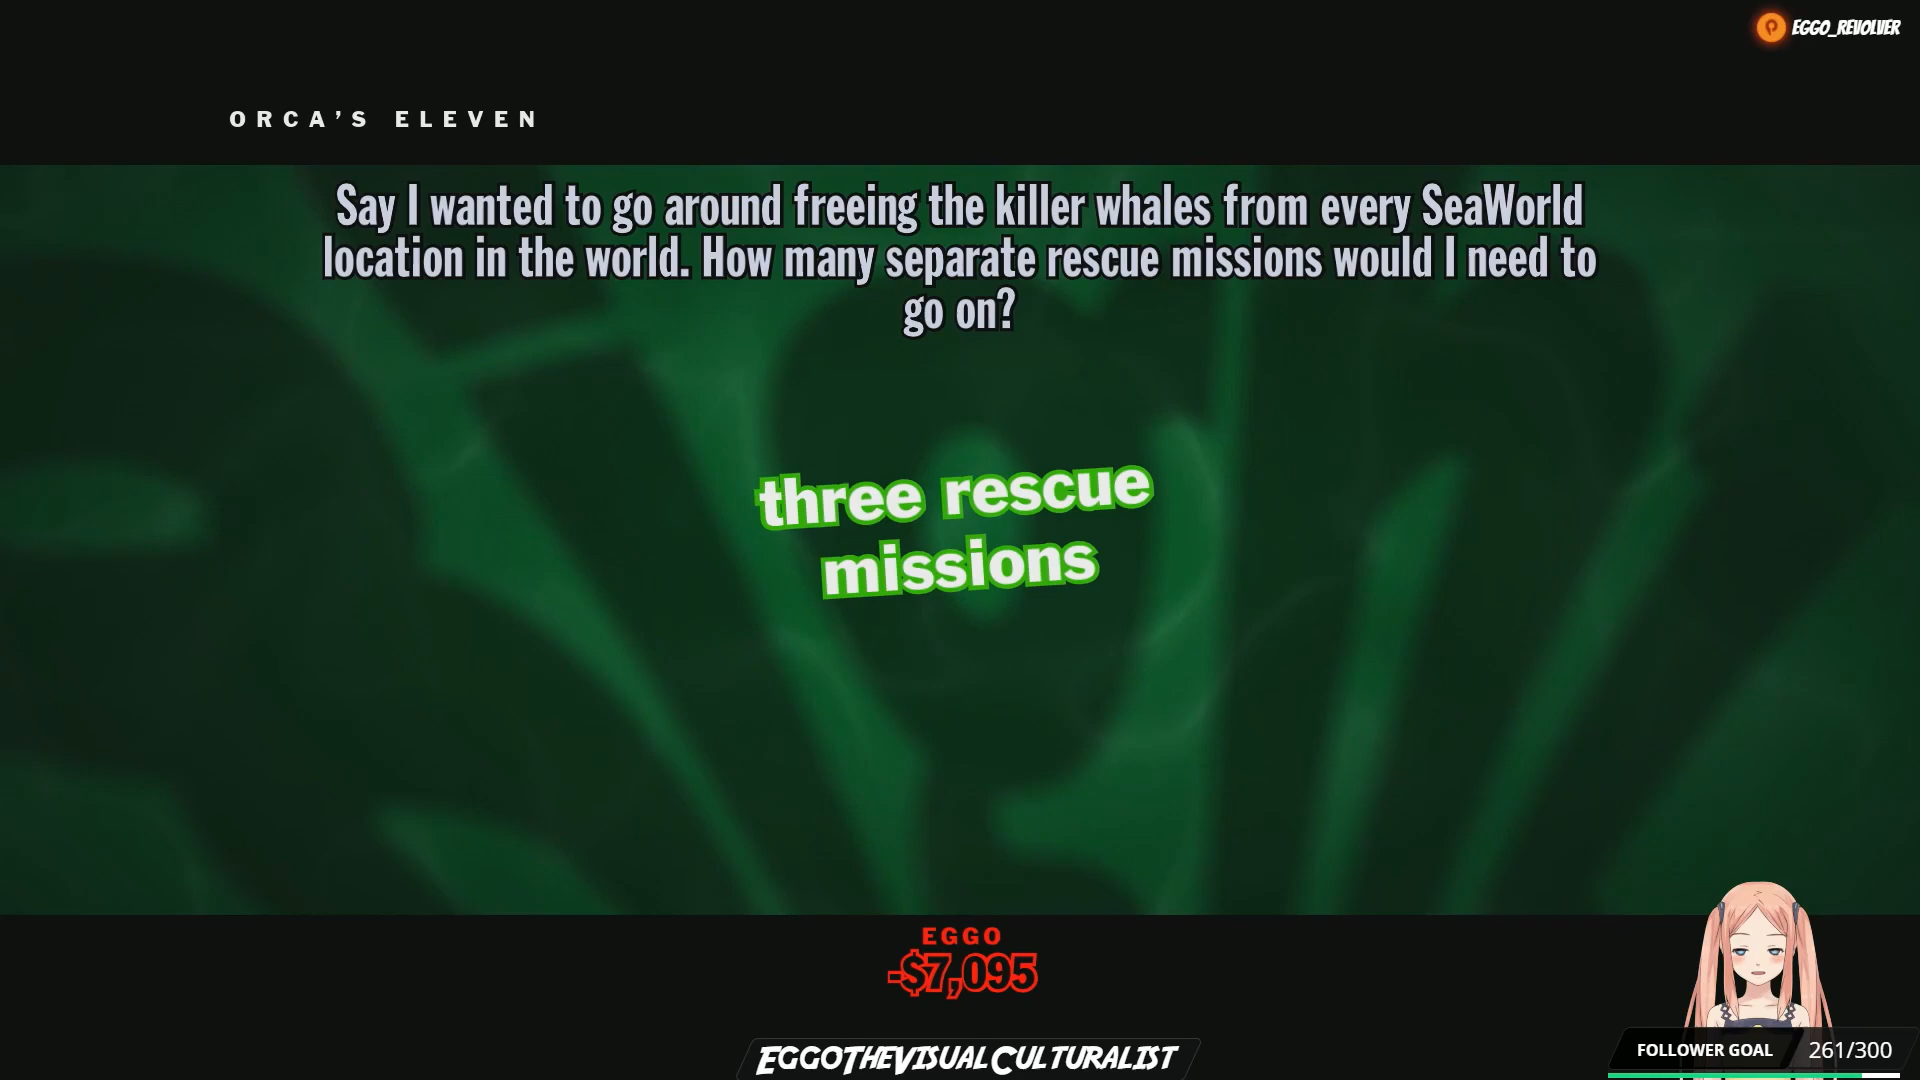 EGGO_REVOLVER
ORCA'S ELEVEN
Say I wanted to go around freeing the killer whales from every SeaWorld
location in the world. How many separate rescue missions would I need to
go on?
three rescue
missions
EGGO
-$7,095
EGGOTHEVISUALCULTURALIST
FOLLOWER GOAL 261/300